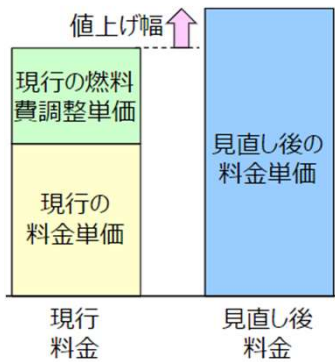 値上げ幅
現行の燃料
費調整単価
現行の
料金単価
見直し後の
料金単価
現行
料金
見直し後
料金